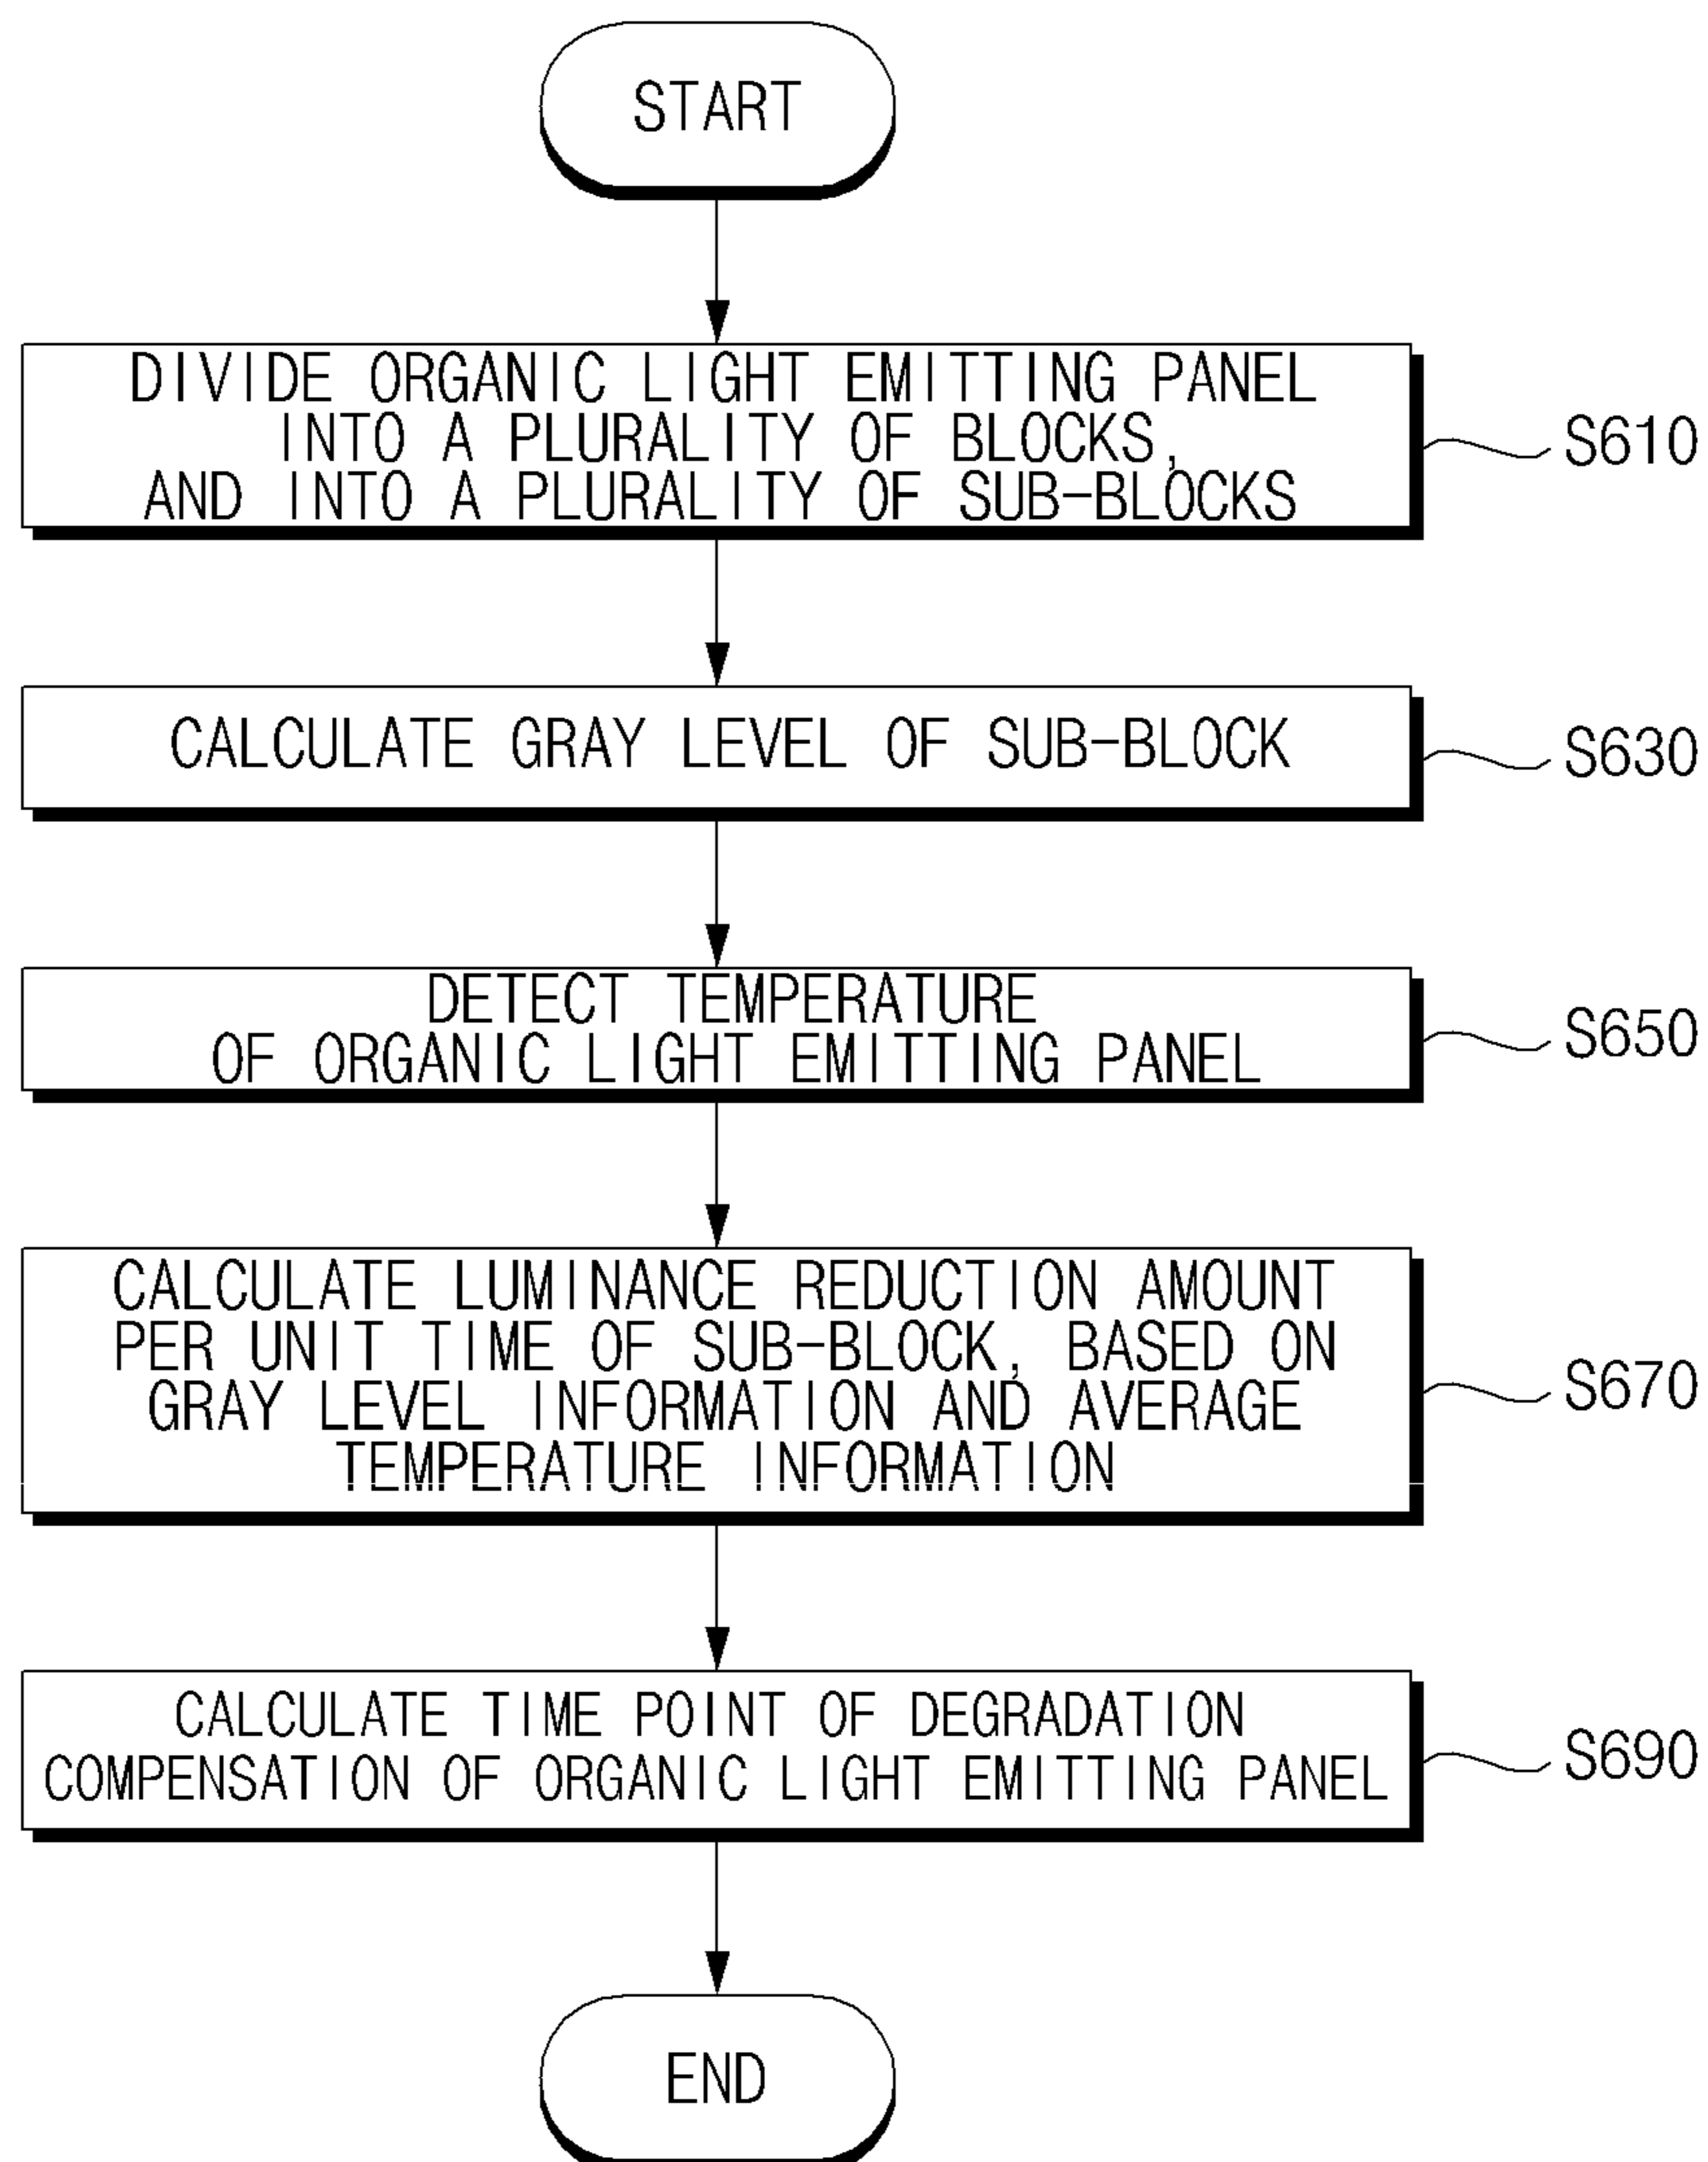 START
DIVIDE ORGANIC LIGHT EMITTING PANEL
INTO A PLURALITY OF BLOCKS,
AND INTO A PLURALITY OF SUB-BLOCKS
S610
CALCULATE GRAY LEVEL OF SUB-BLOCK
S630
DETECT TEMPERATURE
OF ORGANIC LIGHT EMITTING PANEL
S650
CALCULATE LUMINANCE REDUCTION AMOUNT
PER UNIT TIME OF SUB-BLOCK, BASED ON
GRAY LEVEL INFORMATION AND AVERAGE
TEMPERATURE INFORMATION
S670
CALCULATE TIME POINT OF DEGRADATION
COMPENSATION OF ORGANIC LIGHT EMITTING PANEL
S690
END